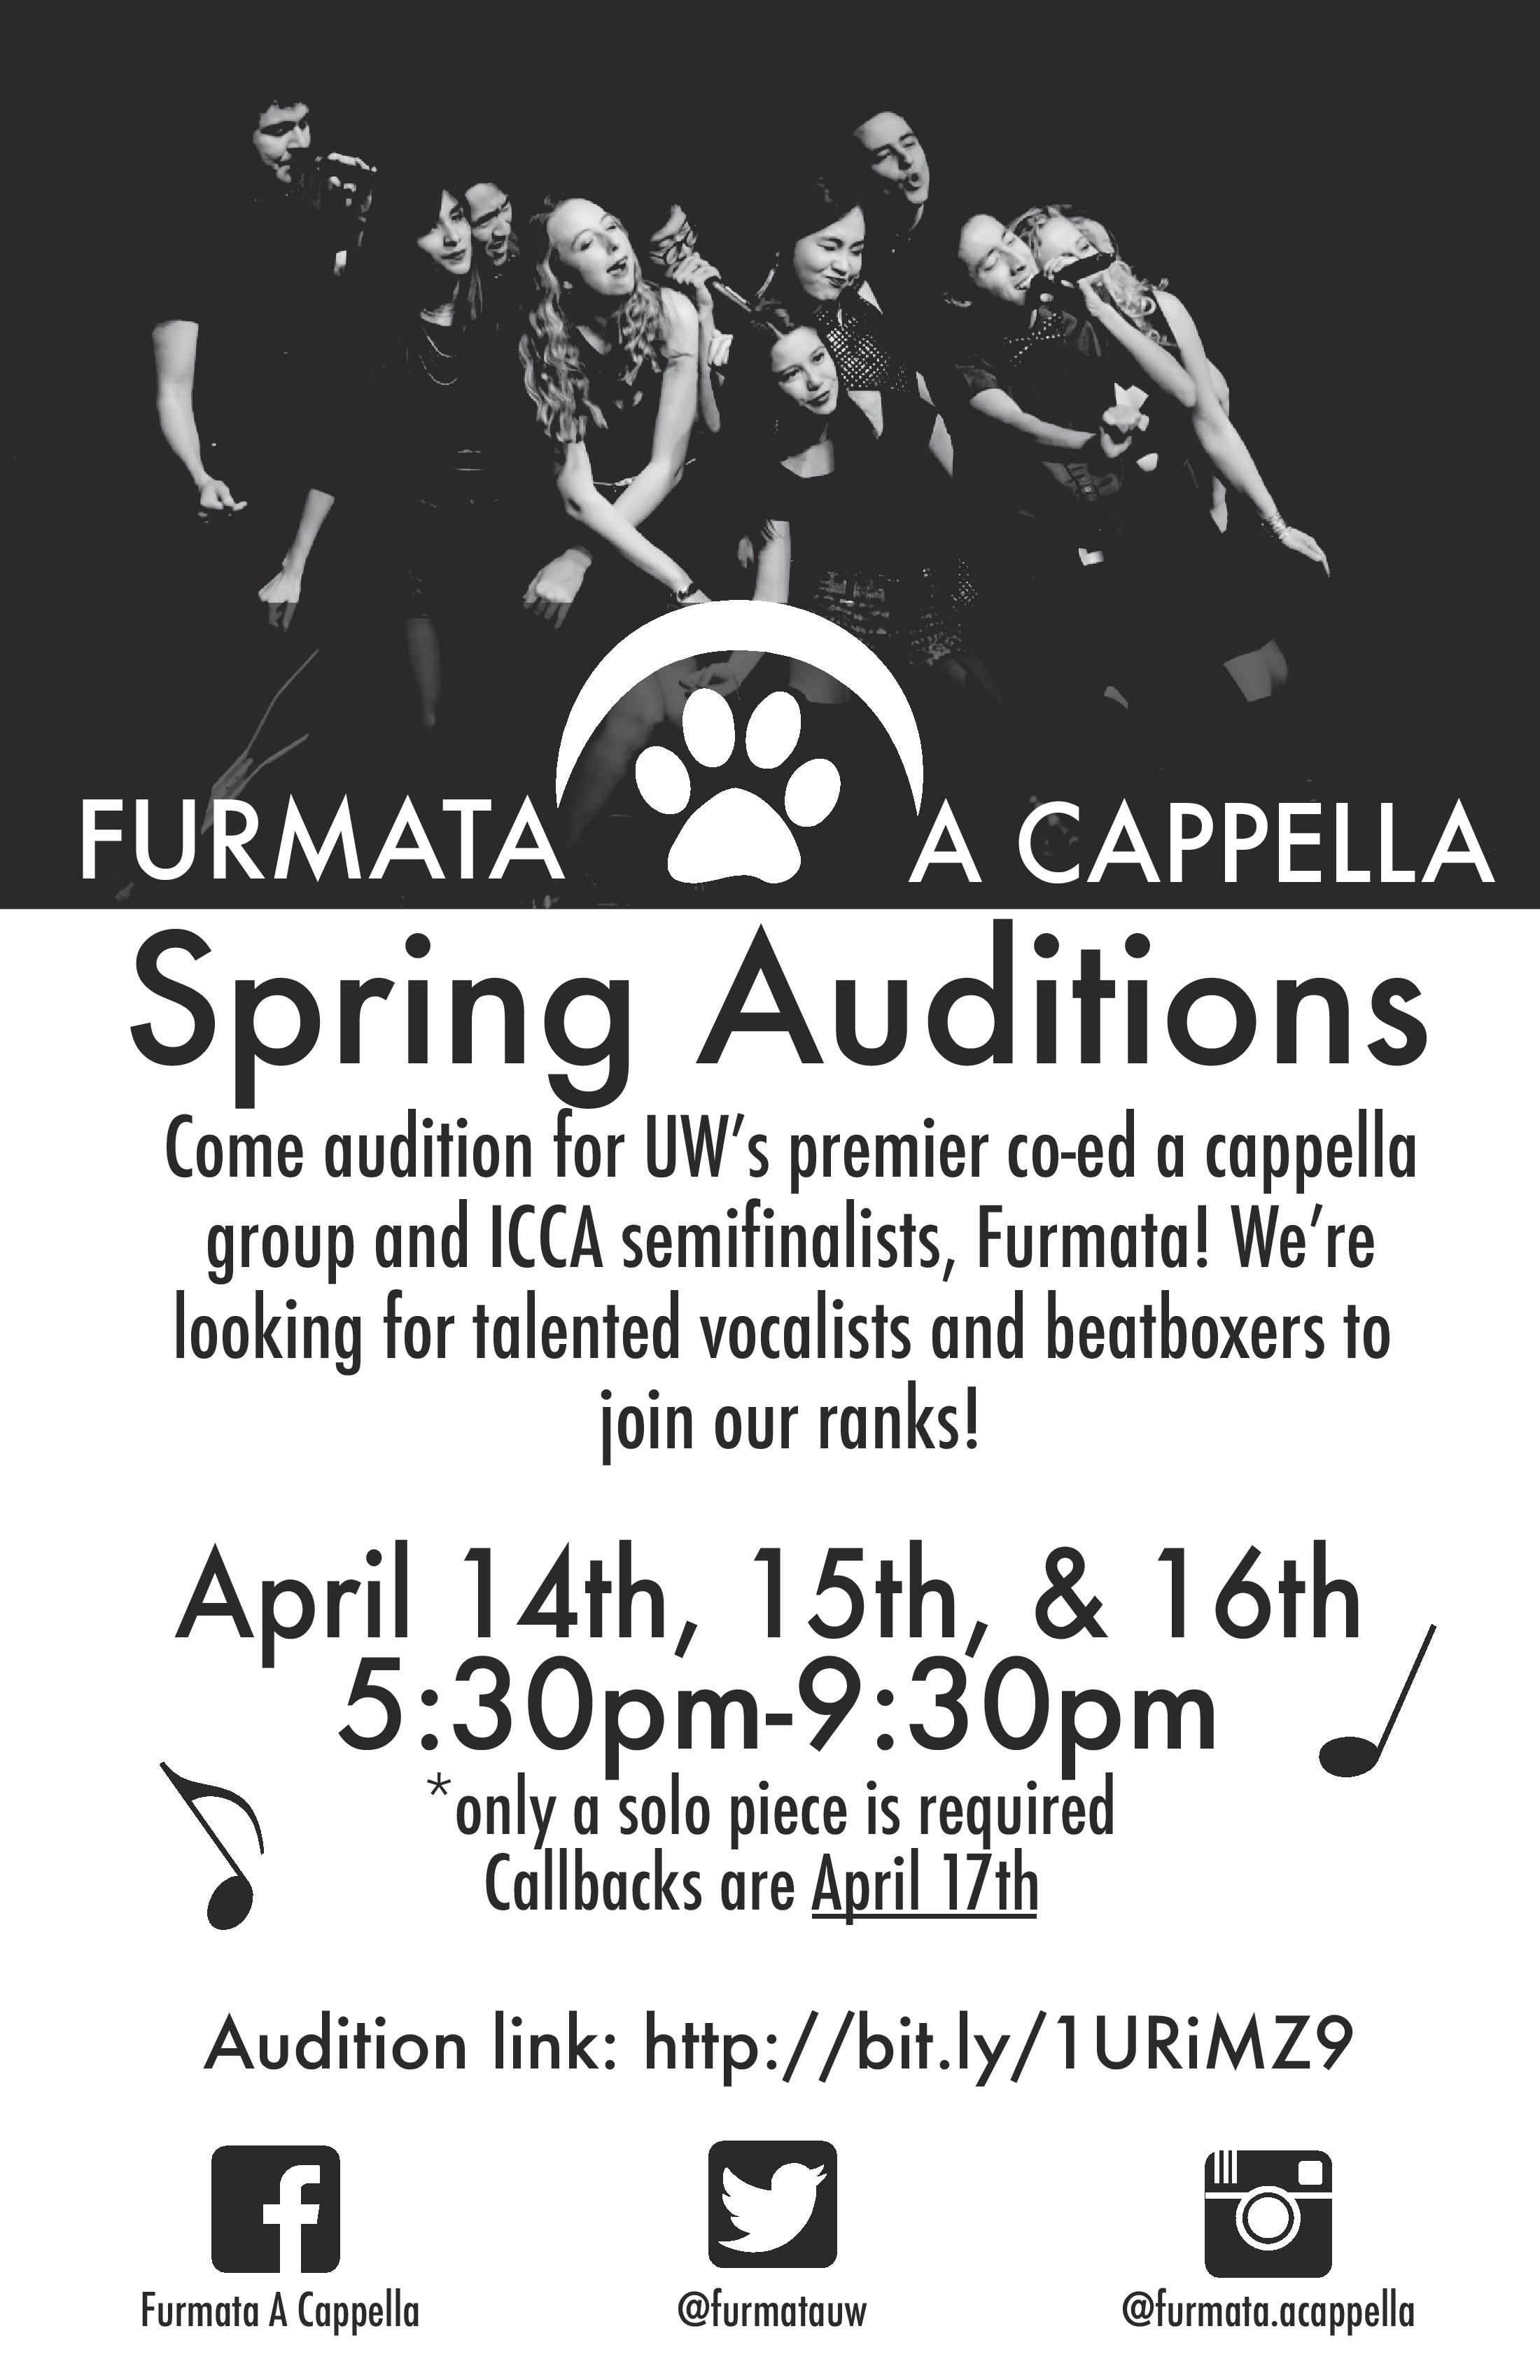 FURMATA A CAPPELLA
Spring Auditions
Come audition for UW’s premier co-ed a cappella
group and ICCA semifinalists, Furmata! We’re
looking for talented vocalists and beatboxers to
join our ranks!
April 14th, 15th, & 16th
5:30pm-9:30pm
*only a solo piece is required
Callbacks are April 17th
Audition link: http://bit.ly/1URiMZ9
Furmata A Cappella
@furmatauw
@furmata.acappella